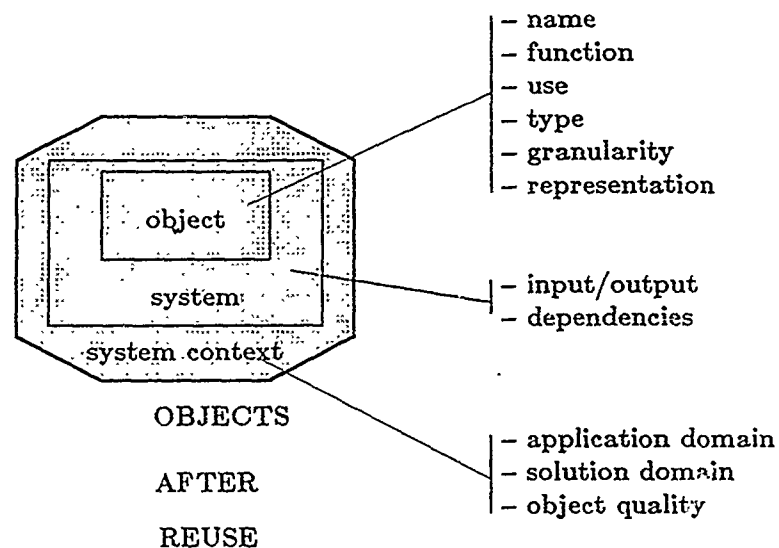 – name
– function
– use
– type
– granularity
– representation
object
system
– input/output
– dependencies
system context
OBJECTS
AFTER
REUSE
– application domain
– solution domain
– object quality